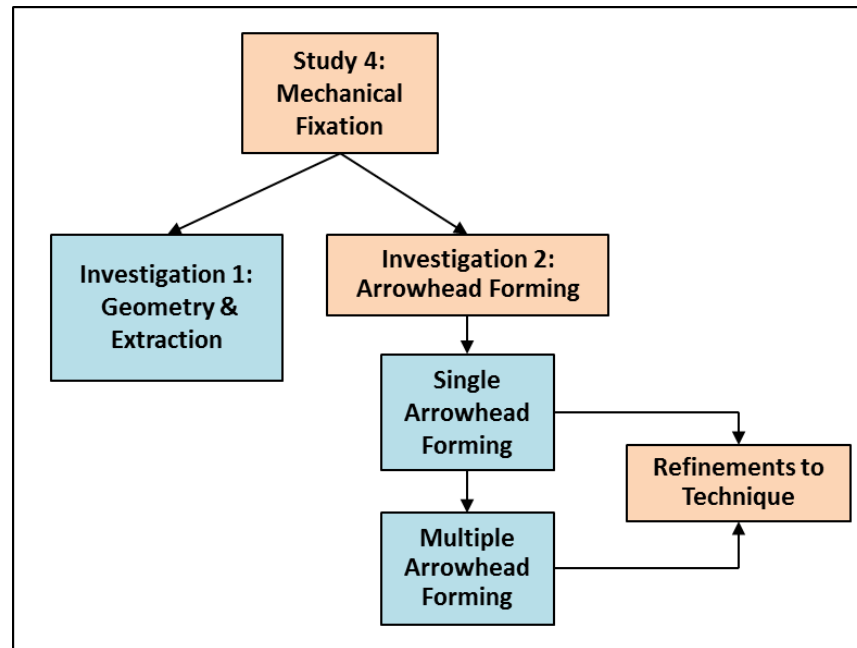 Study 4:
Mechanical
Fixation
Investigation 1:
Geometry &
Extraction
Investigation 2:
Arrowhead Forming
Single
Arrowhead
Forming
Refinements to
Technique
Multiple
Arrowhead
Forming